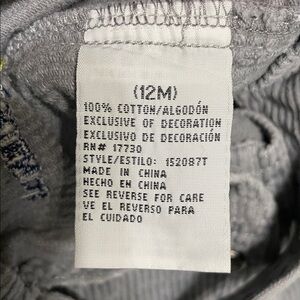 (12M)
100% COTTON/ALGODÓN
EXCLUSIVE OF DECORATION
EXCLUSIVO DE DECORACIÓN
RN# 17730
STYLE/ESTILO: 152087T
MADE IN CHINA
HECHO EN CHINA
SEE REVERSE FOR CARE
VE EL REVERSO PARA
EL CUIDADO